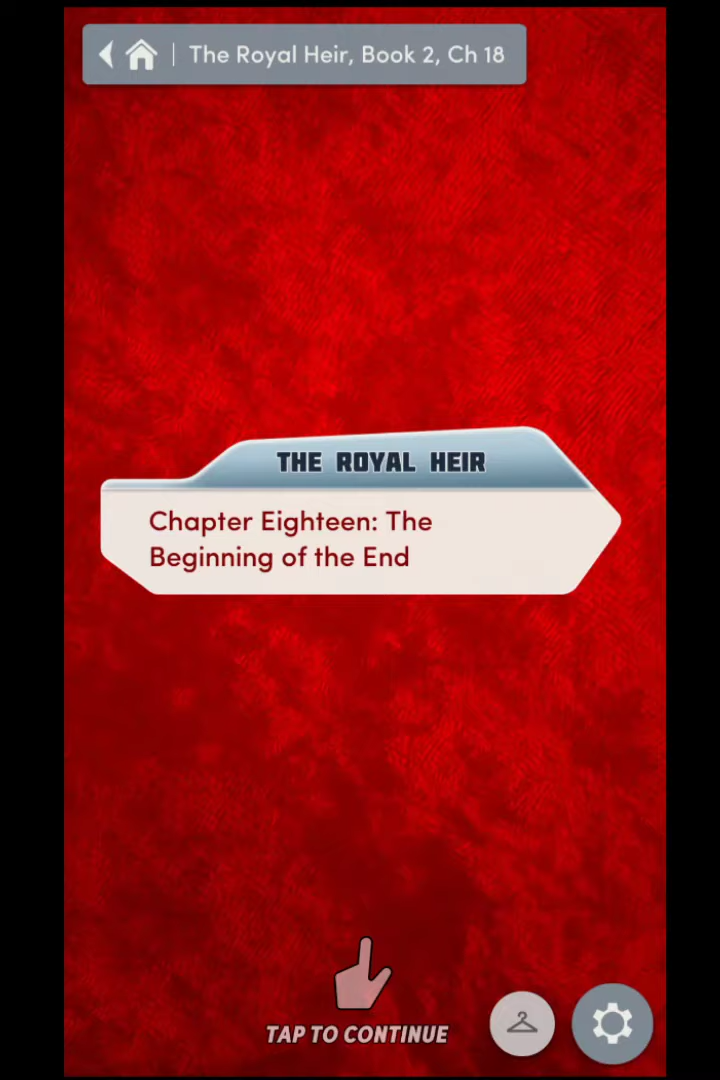 The Royal Heir, Book 2, Ch 18
THE ROYAL HEIR
Chapter Eighteen: The
Beginning of the End
TAP TO CONTINUE